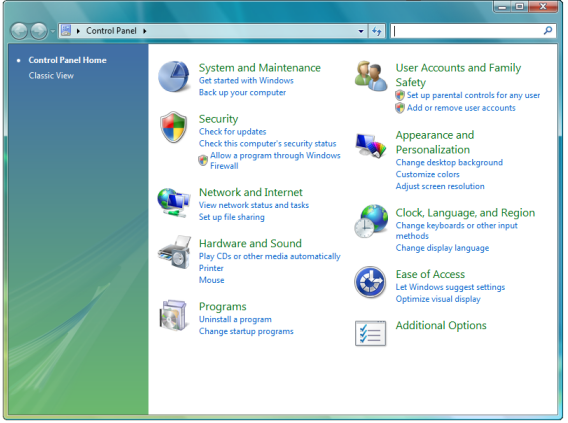 Control Panel
Control Panel Home
Classic View
System and Maintenance
Get started with Windows
Back up your computer
Security
Check for updates
Check this computer's security status
Allow a program through Windows
Firewall
Network and Internet
View network status and tasks
Set up file sharing
Hardware and Sound
Play CDs or other media automatically
Printer
Mouse
Programs
Uninstall a program
Change startup programs
User Accounts and Family
Safety
Set up parental controls for any user
Add or remove user accounts
Appearance and
Personalization
Change desktop background
Customize colors
Adjust screen resolution
Clock, Language, and Region
Change keyboards or other input
methods
Change display language
Ease of Access
Let Windows suggest settings
Optimize visual display
Additional Options